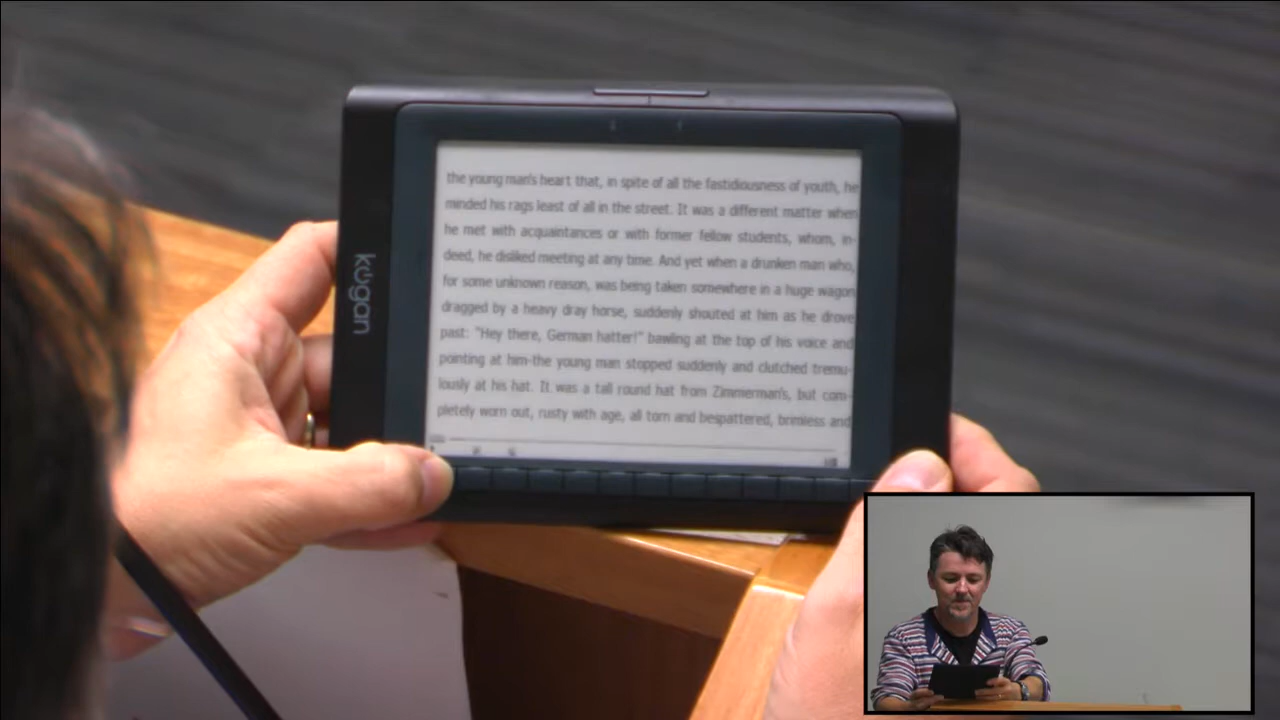 kogan
the young man's heart that, in spite of all the fastidiousness of youth, he
minded his rags least of all in the street. It was a different matter when
he met with acquaintances or with former fellow students, whom, in-
deed, he disliked meeting at any time. And yet when a drunken man who,
for some unknown reason, was being taken somewhere in a huge wagon
dragged by a heavy dray horse, suddenly shouted at him as he drove
past: "Hey there, German hatter!" bawling at the top of his voice and
pointing at him-the young man stopped suddenly and clutched tremu-
lously at his hat. It was a tall round hat from Zimmerman's, but com-
pletely worn out, rusty with age, all torn and bespattered, brimless and